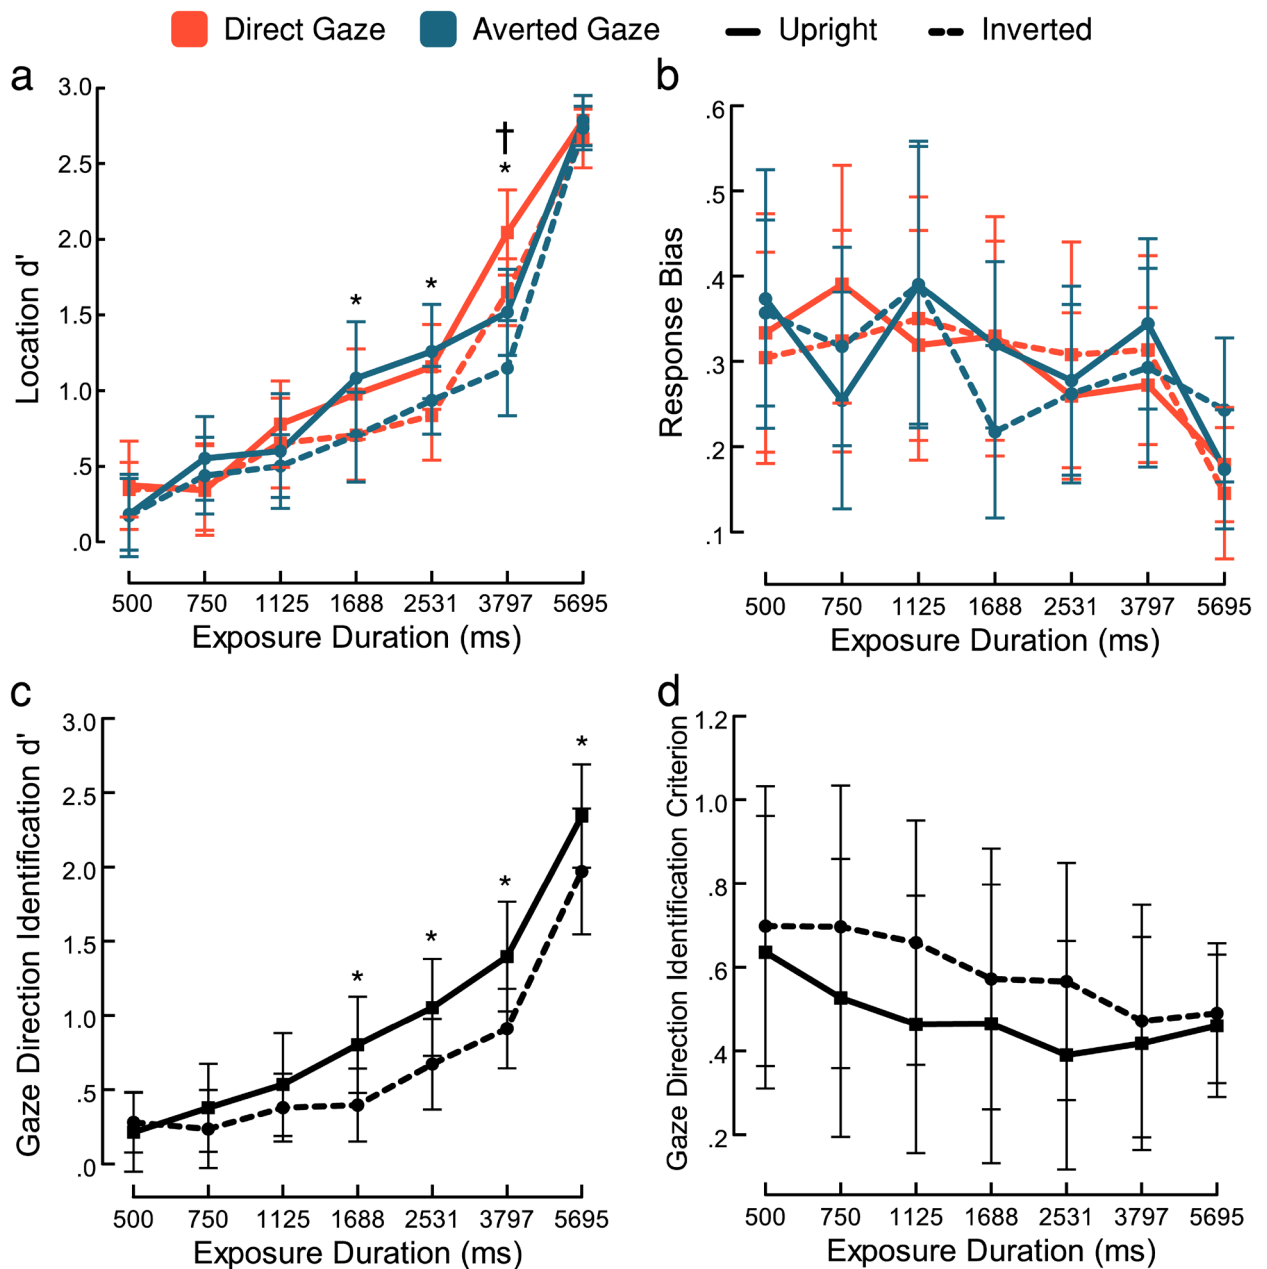 Direct Gaze Averted Gaze Upright Inverted
a
3.0
2.5
2.0
1.5
1.0
.5
.0
Location d'
†
*
*
*
500 750 1125 1688 2531 3797 5695
Exposure Duration (ms)
b
.6
.5
.4
.3
.2
.1
Response Bias
500 750 1125 1688 2531 3797 5695
Exposure Duration (ms)
c
3.0
2.5
2.0
1.5
1.0
.5
.0
Gaze Direction Identification d'
*
*
*
*
500 750 1125 1688 2531 3797 5695
Exposure Duration (ms)
d
1.2
1.0
.8
.6
.4
.2
Gaze Direction Identification Criterion
500 750 1125 1688 2531 3797 5695
Exposure Duration (ms)